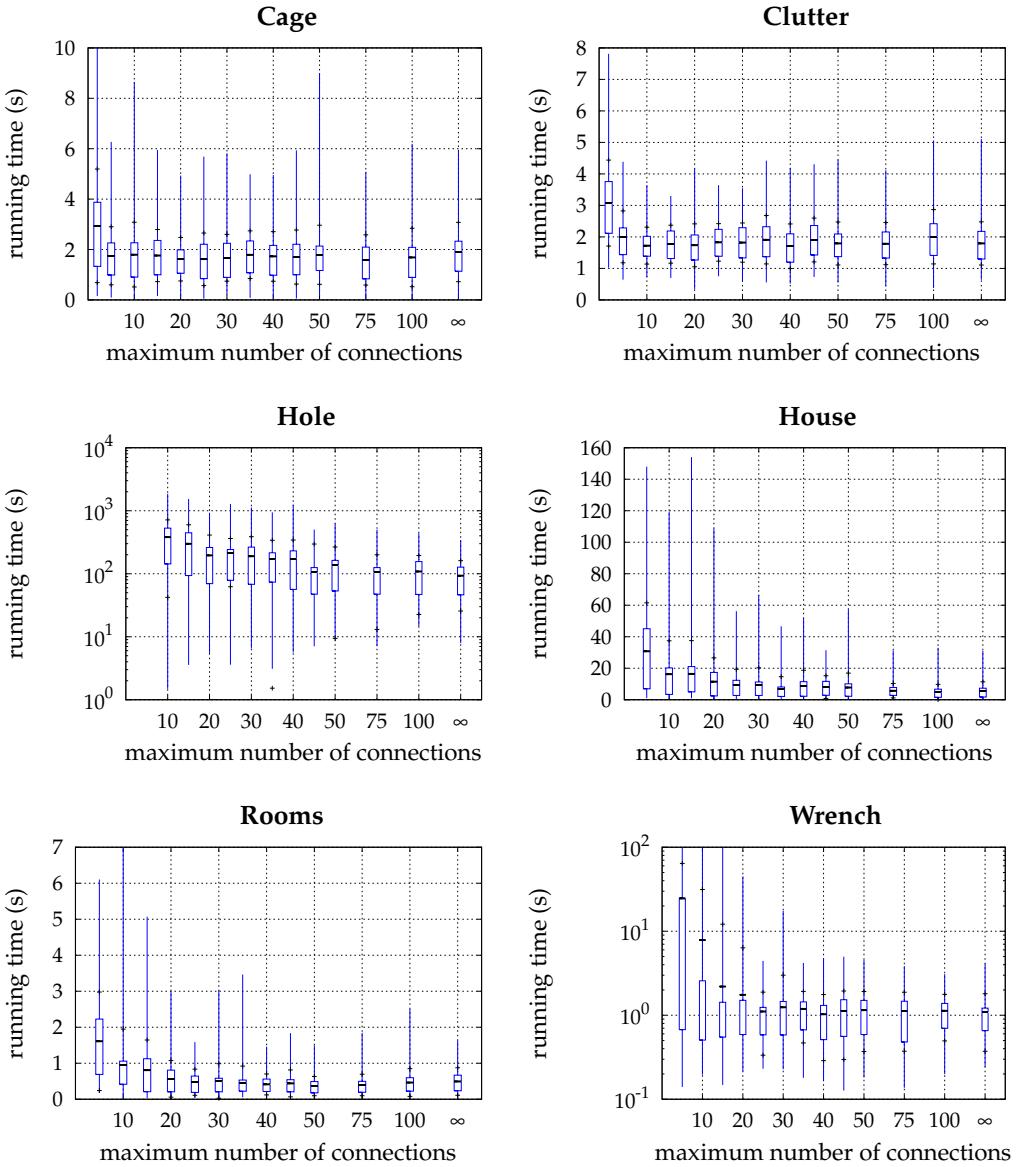 Cage
10
8
6
4
2
0
running time (s)
10 20 30 40 50 75 100 ∞
maximum number of connections
Clutter
8
7
6
5
4
3
2
1
0
running time (s)
10 20 30 40 50 75 100 ∞
maximum number of connections
Hole
10^4
10^3
10^2
10^1
10^0
running time (s)
10 20 30 40 50 75 100 ∞
maximum number of connections
House
160
140
120
100
80
60
40
20
0
running time (s)
10 20 30 40 50 75 100 ∞
maximum number of connections
Rooms
7
6
5
4
3
2
1
0
running time (s)
10 20 30 40 50 75 100 ∞
maximum number of connections
Wrench
10^2
10^1
10^0
10^-1
running time (s)
10 20 30 40 50 75 100 ∞
maximum number of connections